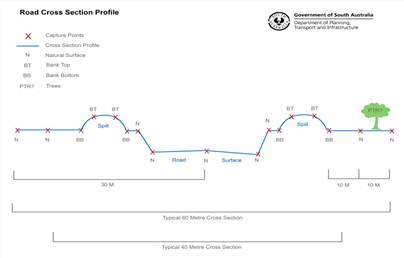 Road Cross Section Profile
Government of South Australia
Department of Planning,
Transport and Infrastructure
Capture Points
Cross Section Profile
N Natural Surface
BT Bank Top
BB Bank Bottom
PTR? Trees
BT BT BT BT
PTR?
Spill Spill
N N BB BB N N BB BB N N
N Road N Surface N
30 M 10 M 10 M
Typical 60 Metre Cross Section
Typical 40 Metre Cross Section